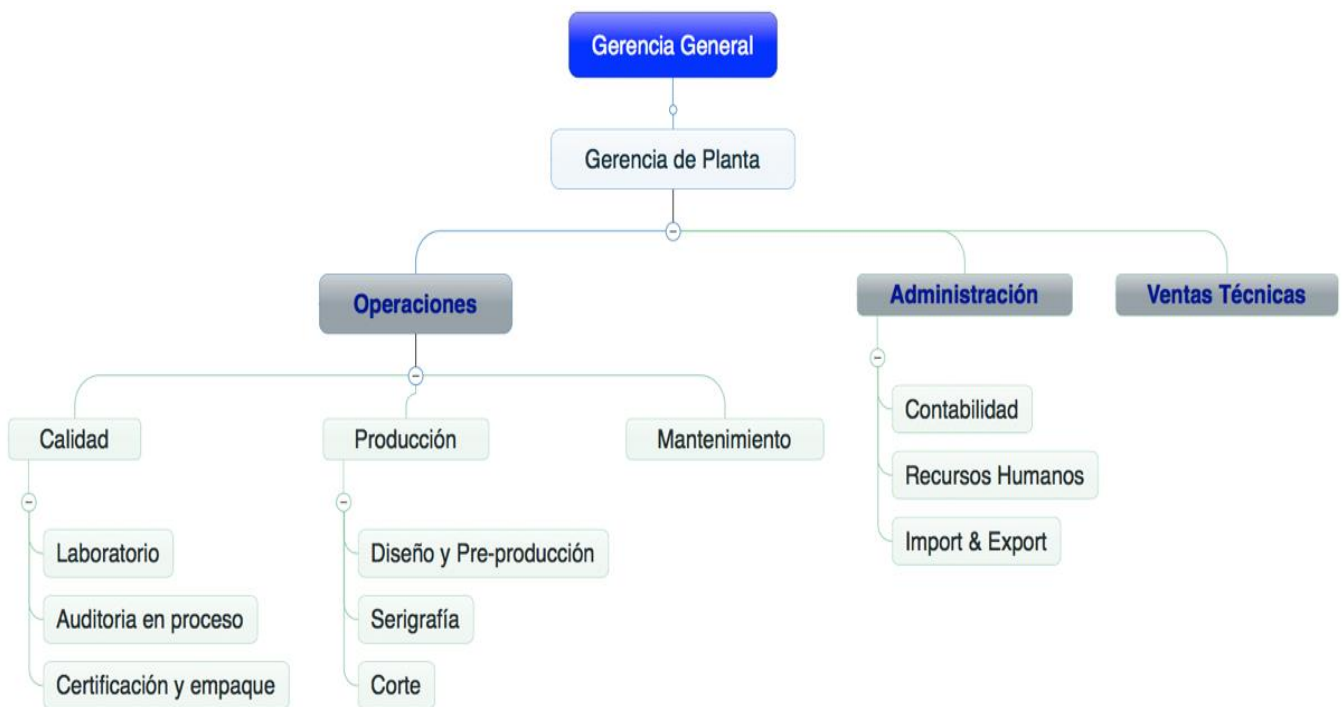 Gerencia General
Gerencia de Planta
Operaciones
Administración
Ventas Técnicas
Calidad
Producción
Mantenimiento
Contabilidad
Recursos Humanos
Import & Export
Laboratorio
Auditoria en proceso
Certificación y empaque
Diseño y Pre-producción
Serigrafía
Corte